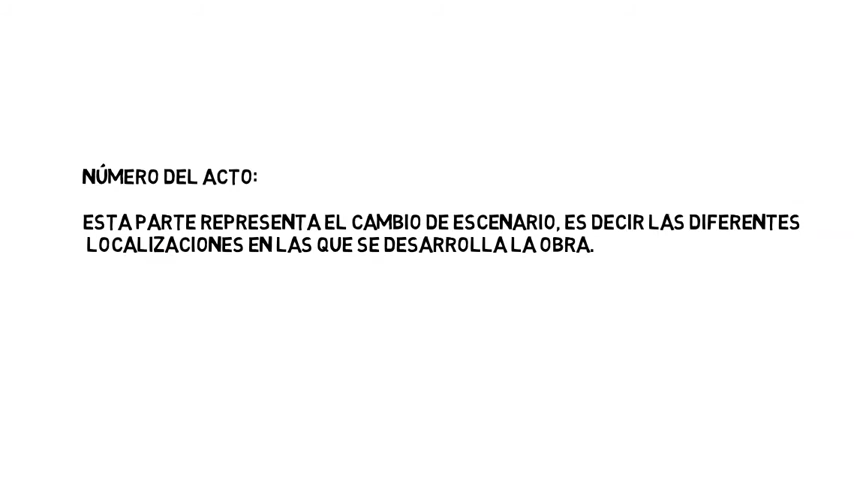 NÚMERO DEL ACTO:
ESTA PARTE REPRESENTA EL CAMBIO DE ESCENARIO, ES DECIR LAS DIFERENTES
LOCALIZACIONES EN LAS QUE SE DESARROLLA LA OBRA.